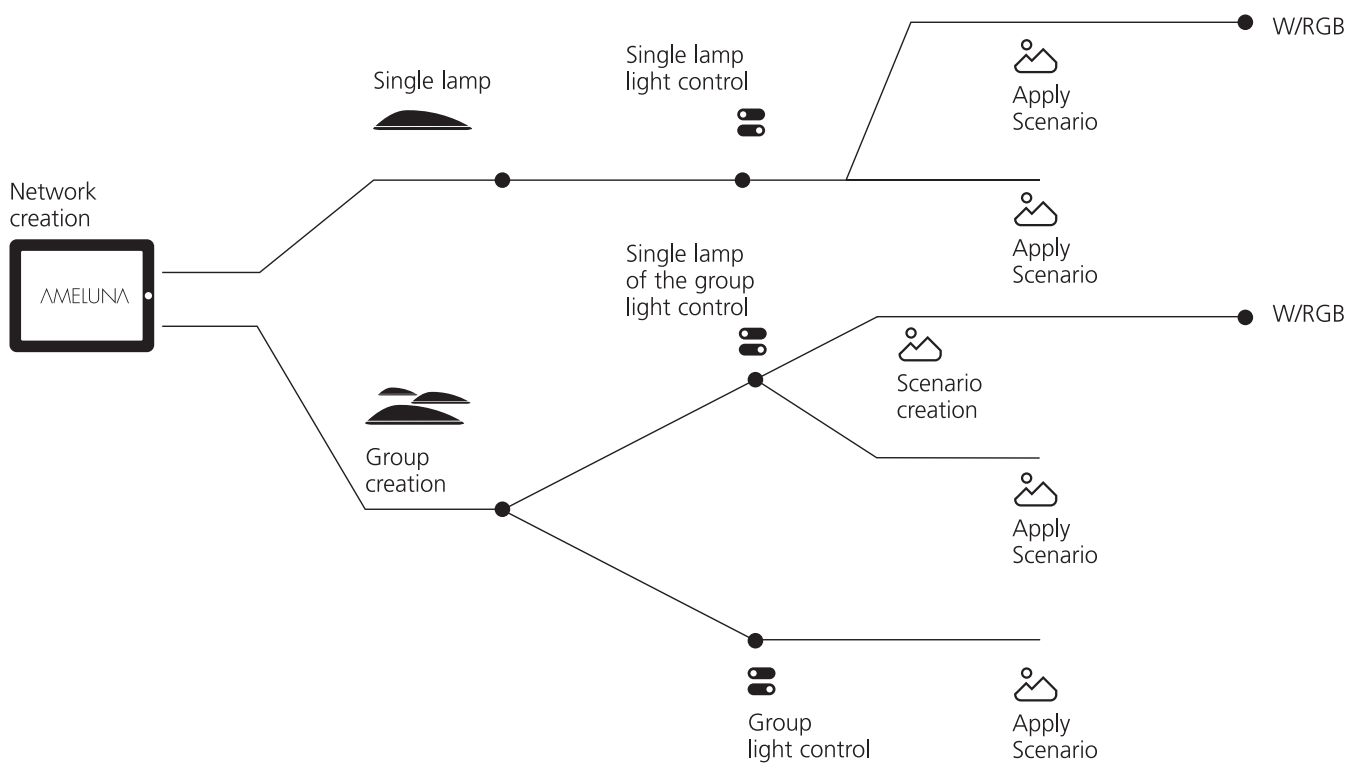 W/RGB
Single lamp
light control
Single lamp
Apply
Scenario
Network
creation
AMELUNA
Apply
Scenario
Single lamp
of the group
light control
W/RGB
Scenario
creation
Group
creation
Apply
Scenario
Group
light control
Apply
Scenario